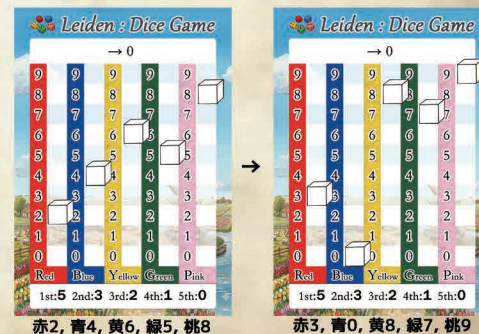 Leiden : Dice Game
→ 0
9 9 9 9 9
8 8 8 8 8
7 7 7 7 7
6 6 6 6 6
5 5 5 5 5
4 4 4 4 4
3 3 3 3 3
2 2 2 2 2
1 1 1 1 1
0 0 0 0 0
Red Blue Yellow Green Pink
1st:5 2nd:3 3rd:2 4th:1 5th:0
赤2, 青4, 黄6, 緑5, 桃8
→
Leiden : Dice Game
→ 0
9 9 9 9 9
8 8 8 8 8
7 7 7 7 7
6 6 6 6 6
5 5 5 5 5
4 4 4 4 4
3 3 3 3 3
2 2 2 2 2
1 1 1 1 1
0 0 0 0 0
Red Blue Yellow Green Pink
1st:5 2nd:3 3rd:2 4th:1 5th:0
赤3, 青0, 黄8, 緑7, 桃9